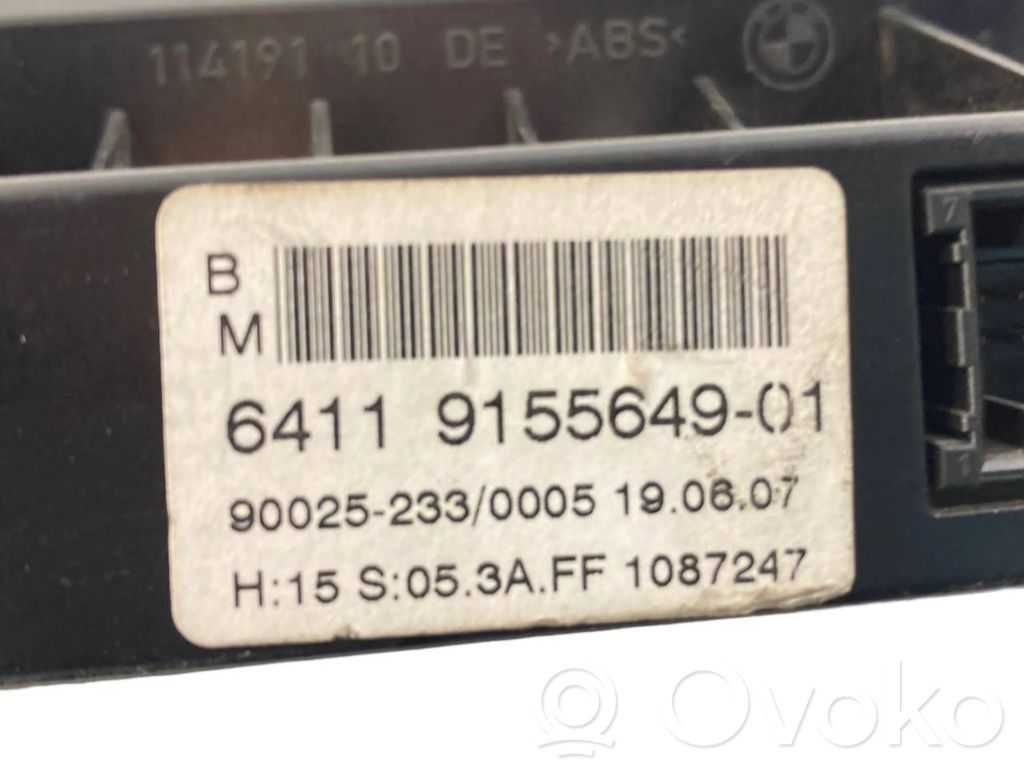 114191 10 DE >ABS<
7
B
M
6411 9155649-01
90025-233/0005 19.06.07
H:15 S:05.3A.FF 1087247
1
OVOKO